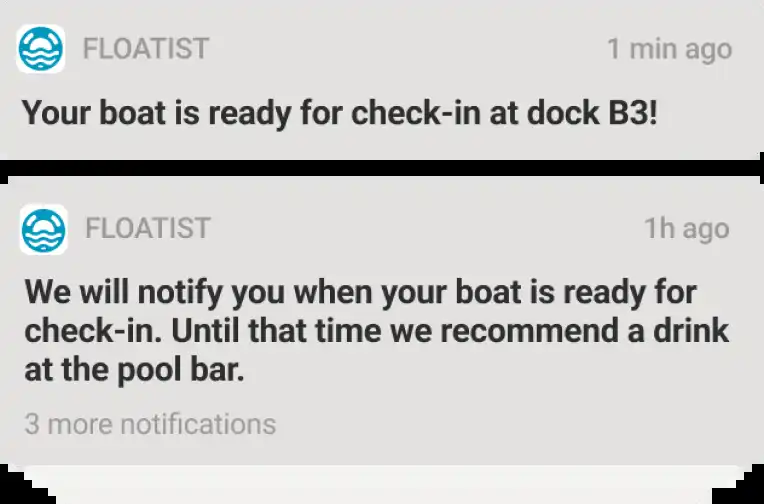 FLOATIST 1 min ago
Your boat is ready for check-in at dock B3!
FLOATIST 1h ago
We will notify you when your boat is ready for
check-in. Until that time we recommend a drink
at the pool bar.
3 more notifications